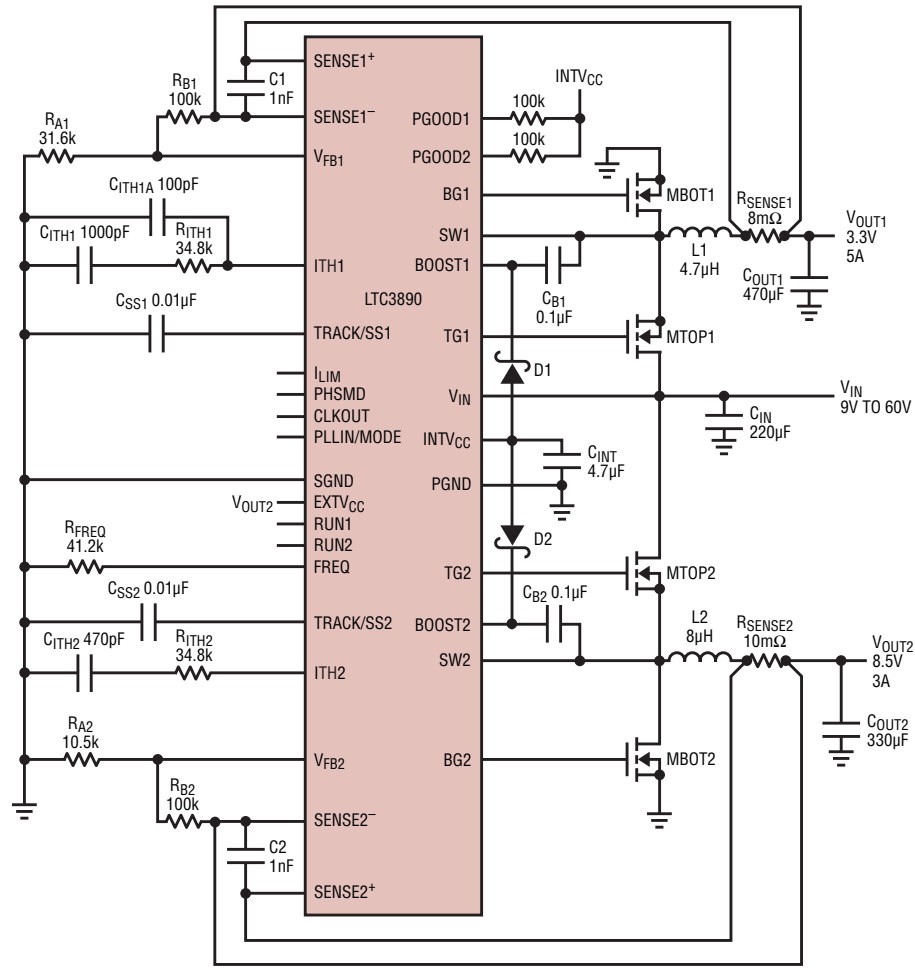 SENSE1+
C1
1nF
RB1
100k
SENSE1–
INTVCC
100k
PGOOD1
RA1
31.6k
VFB1
100k
PGOOD2
CITH1A 100pF
BG1
MBOT1
RSENSE1
8mΩ
VOUT1
3.3V
5A
CITH1 1000pF
RITH1
34.8k
SW1
L1
4.7µH
ITH1
BOOST1
COUT1
470µF
LTC3890
CB1
0.1µF
CSS1 0.01µF
TRACK/SS1
TG1
MTOP1
D1
ILIM
PHSMD
VIN
VIN
9V TO 60V
CLKOUT
CIN
220µF
PLLIN/MODE
INTVCC
CINT
4.7µF
SGND
PGND
VOUT2
EXTVCC
RUN1
RUN2
D2
RFREQ
41.2k
FREQ
TG2
MTOP2
CSS2 0.01µF
CB2 0.1µF
TRACK/SS2
BOOST2
L2
8µH
RSENSE2
10mΩ
VOUT2
8.5V
3A
CITH2 470pF
RITH2
34.8k
SW2
ITH2
COUT2
330µF
RA2
10.5k
VFB2
BG2
MBOT2
RB2
100k
SENSE2–
C2
1nF
SENSE2+